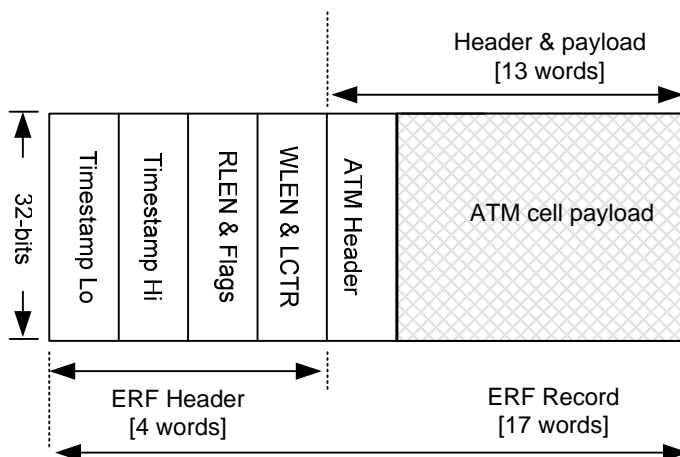 Header & payload
[13 words]
32-bits
Timestamp Lo
Timestamp Hi
RLEN & Flags
WLEN & LCTR
ATM Header
ATM cell payload
ERF Header
[4 words]
ERF Record
[17 words]